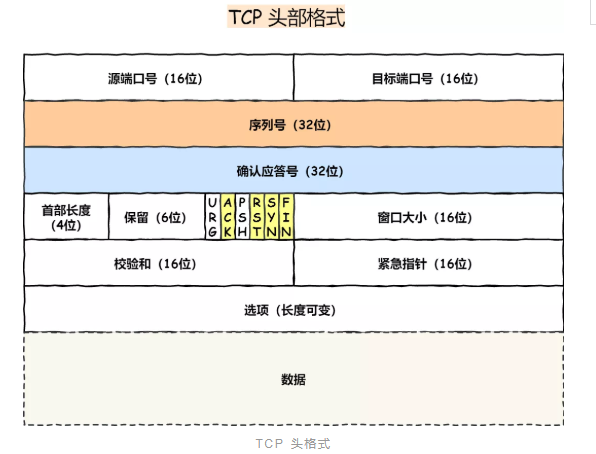 TCP 头部格式
源端口号（16位）
目标端口号（16位）
序列号（32位）
确认应答号（32位）
首部长度
（4位）
保留（6位）
URG
ACK
PSH
RST
SYN
FIN
窗口大小（16位）
校验和（16位）
紧急指针（16位）
选项（长度可变）
数据
TCP 头格式